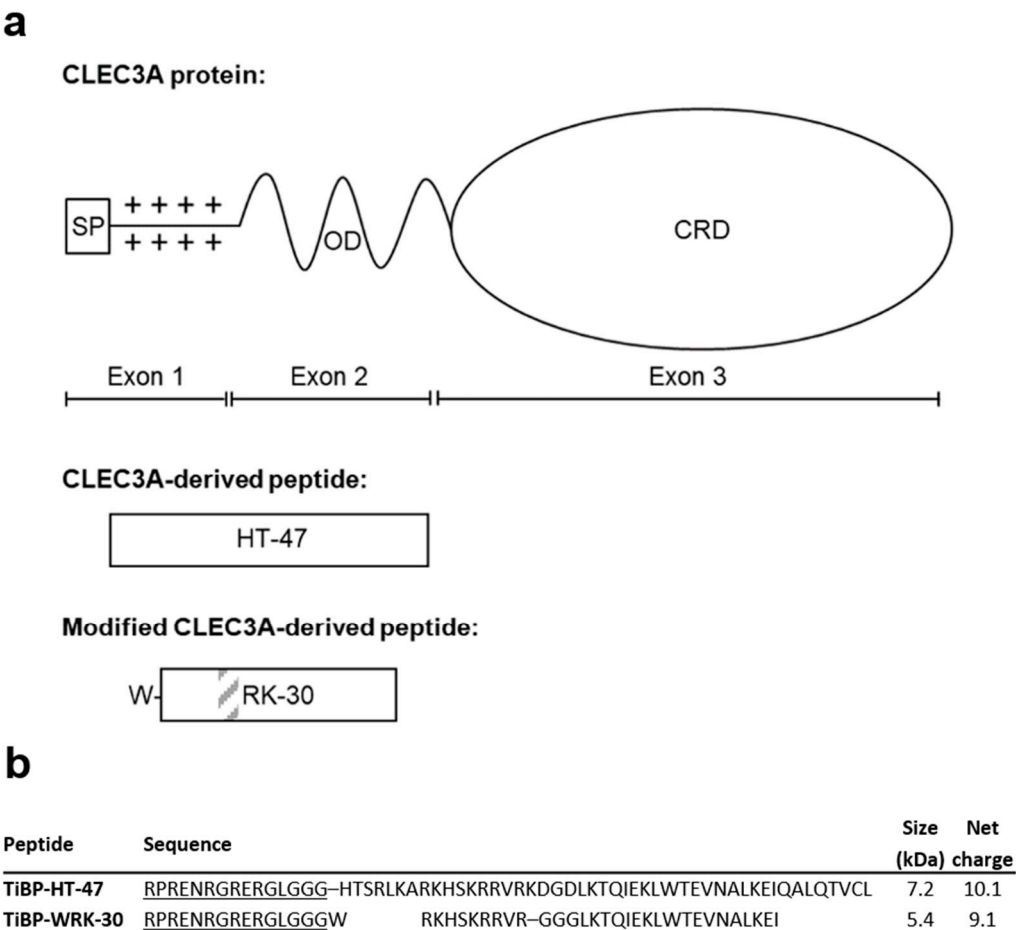 a
CLEC3A protein:
SP
+ + + +
+ + + +
OD
CRD
Exon 1 Exon 2 Exon 3
CLEC3A-derived peptide:
HT-47
Modified CLEC3A-derived peptide:
W- RK-30
b
Peptide Sequence Size (kDa) Net charge
TiBP-HT-47 RPRENRGRERGLGGG–HTSRLKARKHSKRRVRKDGDLKTQIEKLWTEVNALKEIQALQTVCL 7.2 10.1
TiBP-WRK-30 RPRENRGRERGLGGGW RKHSKRRVR–GGGLKTQIEKLWTEVNALKEI 5.4 9.1